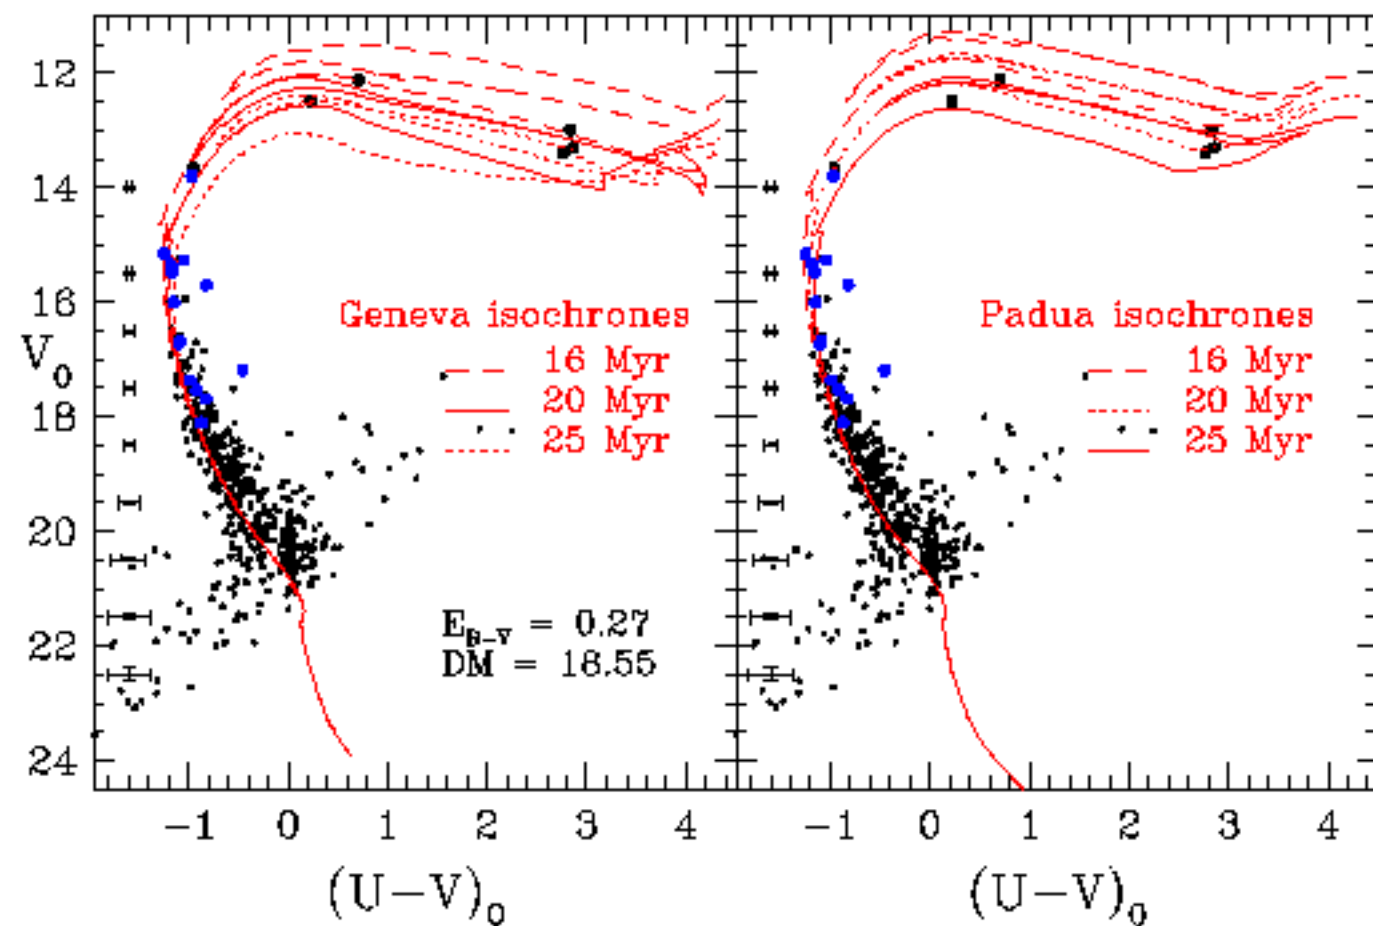 12
14
16
18
20
22
24
V₀
Geneva isochrones
16 Myr
20 Myr
25 Myr
E_B-V = 0.27
DM = 18.55
−1 0 1 2 3 4
(U−V)₀
Padua isochrones
16 Myr
20 Myr
25 Myr
−1 0 1 2 3 4
(U−V)₀